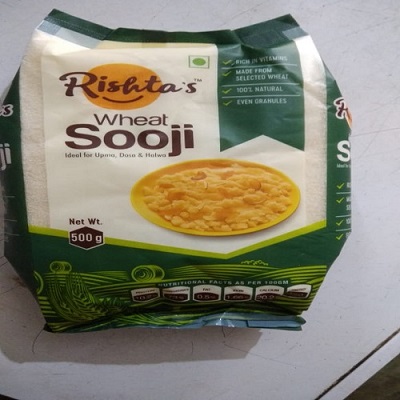 Rishta's™
Wheat
Sooji
Ideal for Upma, Dosa & Halwa
RICH IN VITAMINS
MADE FROM
SELECTED WHEAT
100% NATURAL
EVEN GRANULES
Net Wt.
500 g
NUTRITIONAL FACTS AS PER 100GM